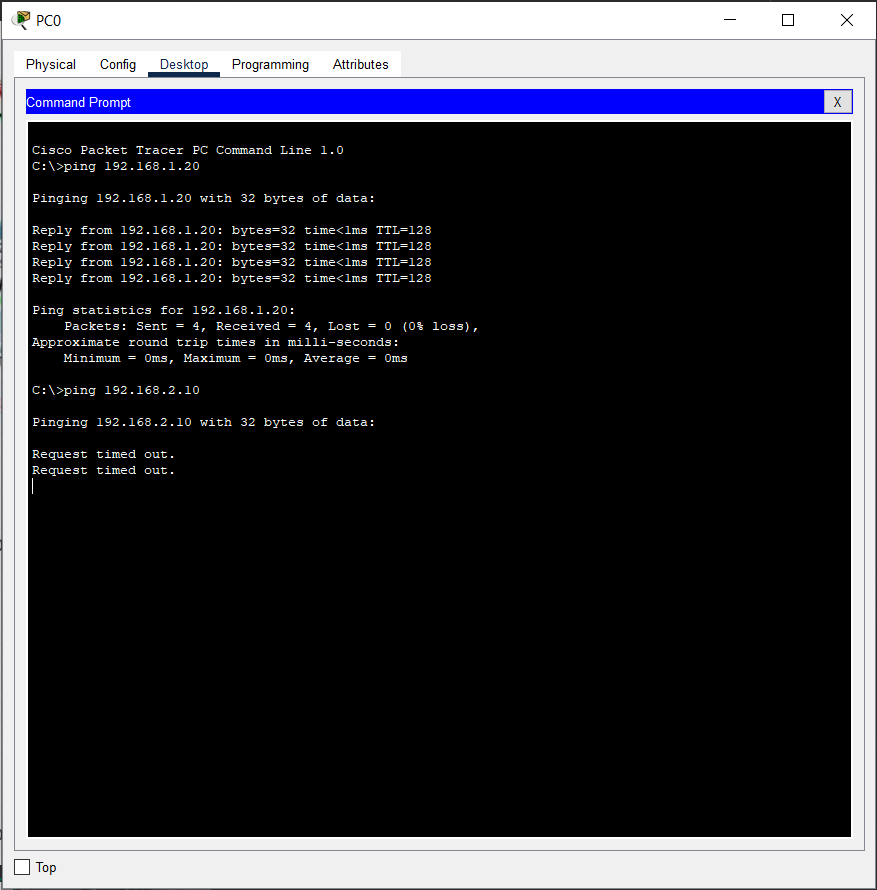 PC0
Physical Config Desktop Programming Attributes
Command Prompt X
Cisco Packet Tracer PC Command Line 1.0
C:\>ping 192.168.1.20
Pinging 192.168.1.20 with 32 bytes of data:
Reply from 192.168.1.20: bytes=32 time<1ms TTL=128
Reply from 192.168.1.20: bytes=32 time<1ms TTL=128
Reply from 192.168.1.20: bytes=32 time<1ms TTL=128
Reply from 192.168.1.20: bytes=32 time<1ms TTL=128
Ping statistics for 192.168.1.20:
Packets: Sent = 4, Received = 4, Lost = 0 (0% loss),
Approximate round trip times in milli-seconds:
Minimum = 0ms, Maximum = 0ms, Average = 0ms
C:\>ping 192.168.2.10
Pinging 192.168.2.10 with 32 bytes of data:
Request timed out.
Request timed out.
Top